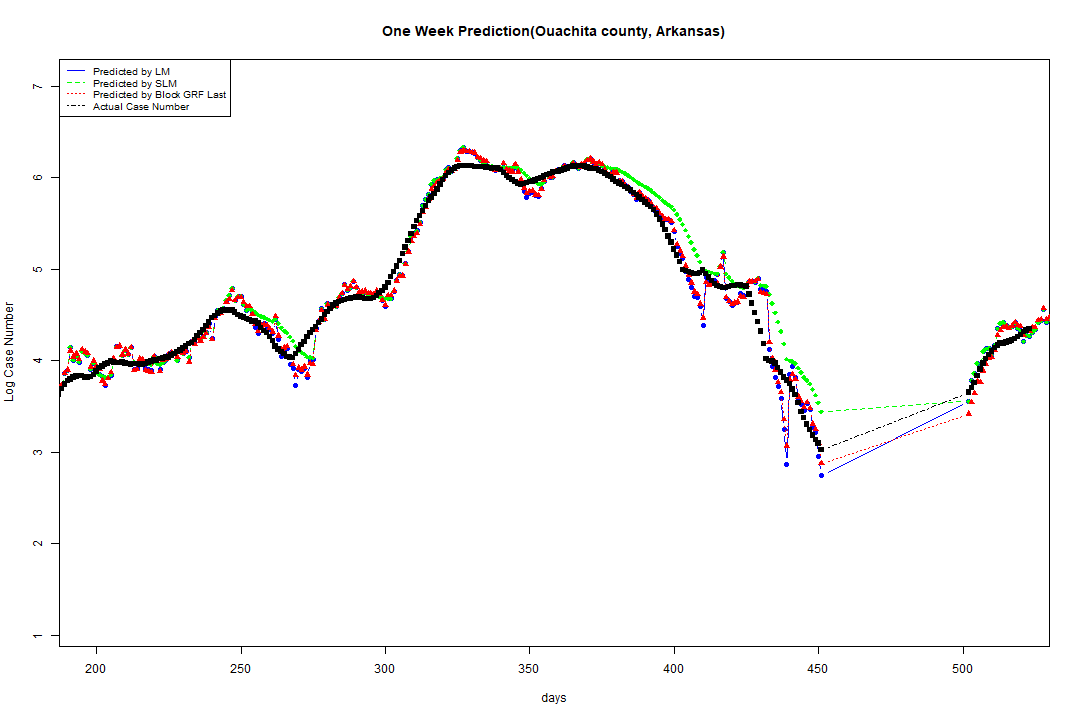 One Week Prediction(Ouachita county, Arkansas)
Predicted by LM
Predicted by SLM
Predicted by Block GRF Last
Actual Case Number
7
6
5
4
3
2
1
Log Case Number
200 250 300 350 400 450 500
days